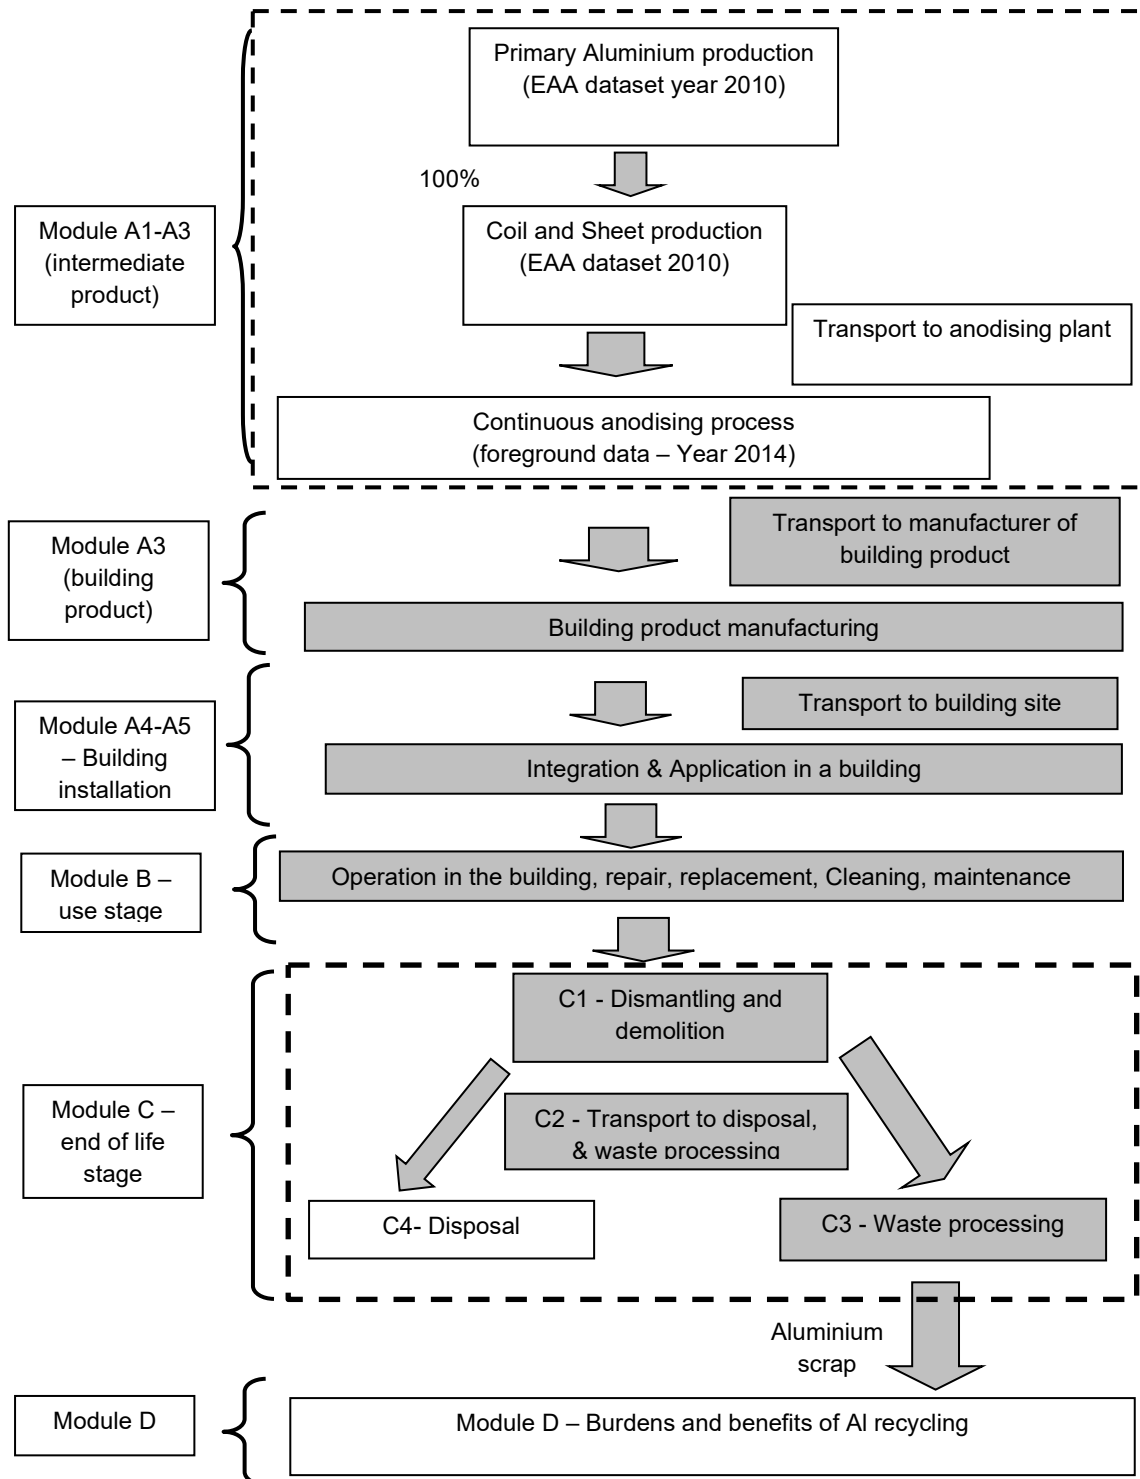 Primary Aluminium production
(EAA dataset year 2010)
100%
Module A1-A3
(intermediate
product)
Coil and Sheet production
(EAA dataset 2010)
Transport to anodising plant
Continuous anodising process
(foreground data – Year 2014)
Module A3
(building
product)
Transport to manufacturer of
building product
Building product manufacturing
Module A4-A5
– Building
installation
Transport to building site
Integration & Application in a building
Module B –
use stage
Operation in the building, repair, replacement, Cleaning, maintenance
Module C –
end of life
stage
C1 - Dismantling and
demolition
C2 - Transport to disposal,
& waste processing
C4- Disposal
C3 - Waste processing
Aluminium
scrap
Module D
Module D – Burdens and benefits of Al recycling